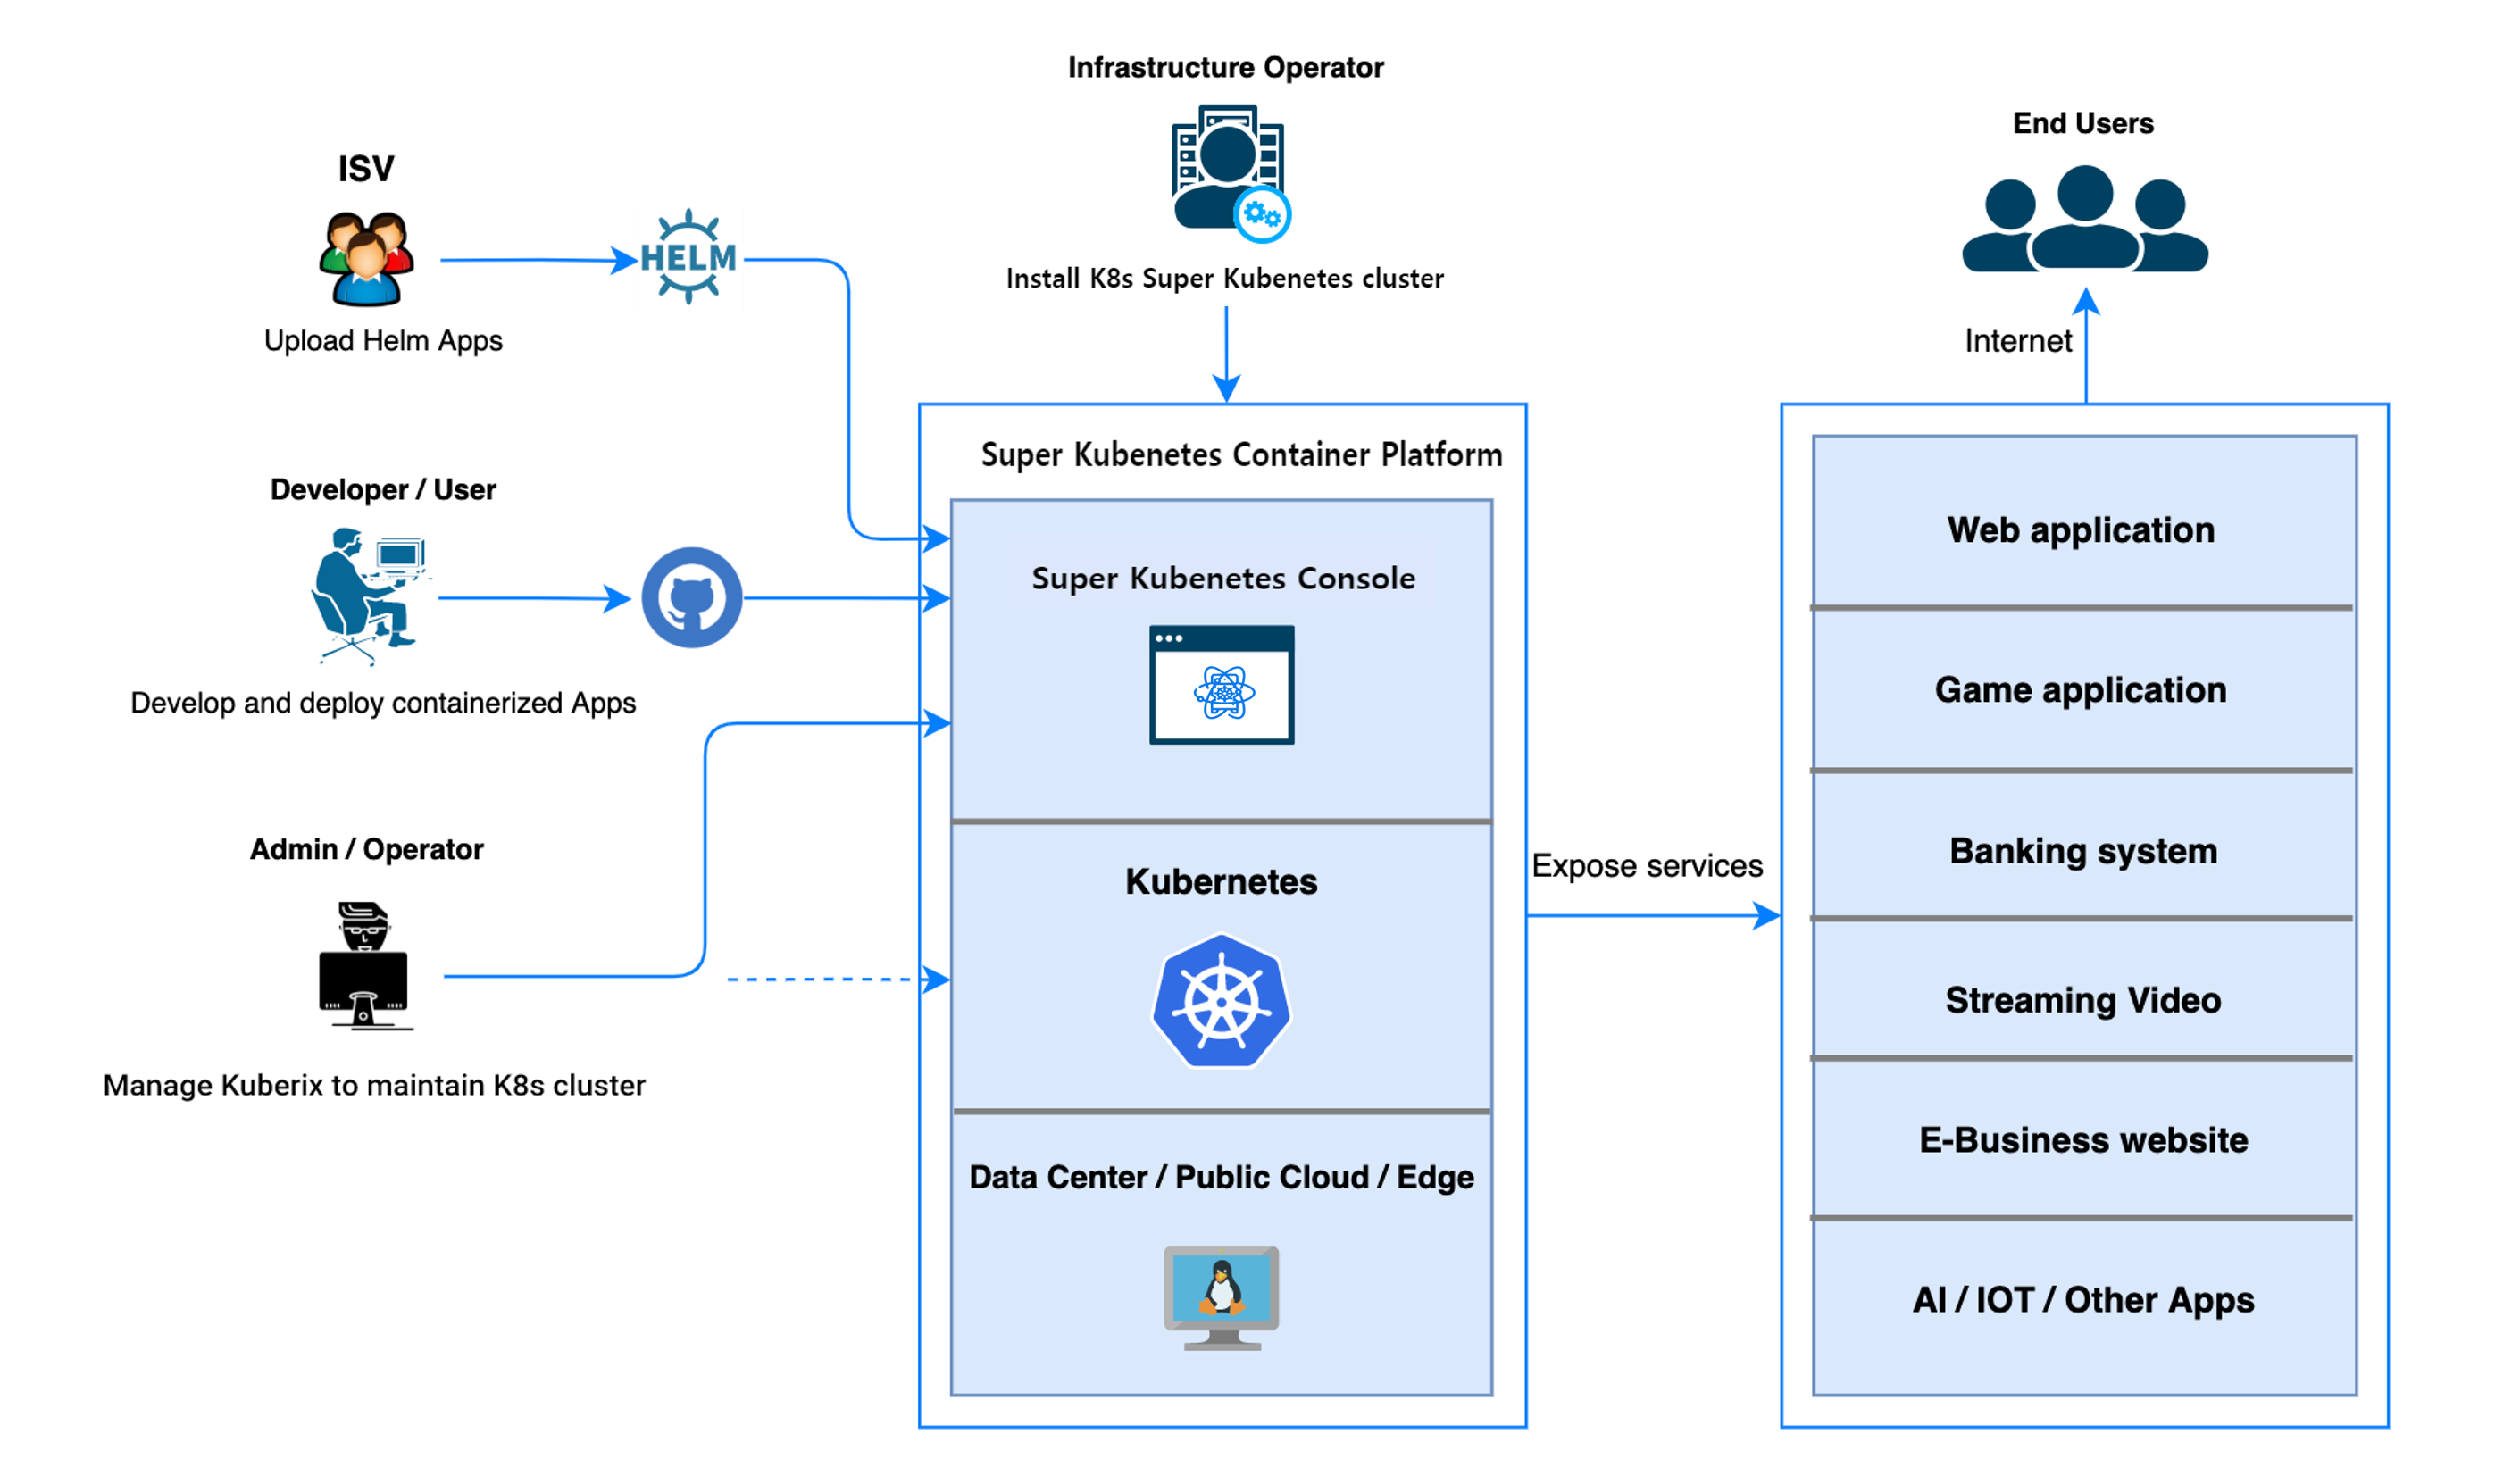 Infrastructure Operator
Install K8s Super Kubenetes cluster
End Users
Internet
ISV
HELM
Upload Helm Apps
Developer / User
Develop and deploy containerized Apps
Admin / Operator
Manage Kuberix to maintain K8s cluster
Super Kubenetes Container Platform
Super Kubenetes Console
Kubernetes
Data Center / Public Cloud / Edge
Expose services
Web application
Game application
Banking system
Streaming Video
E-Business website
AI / IOT / Other Apps